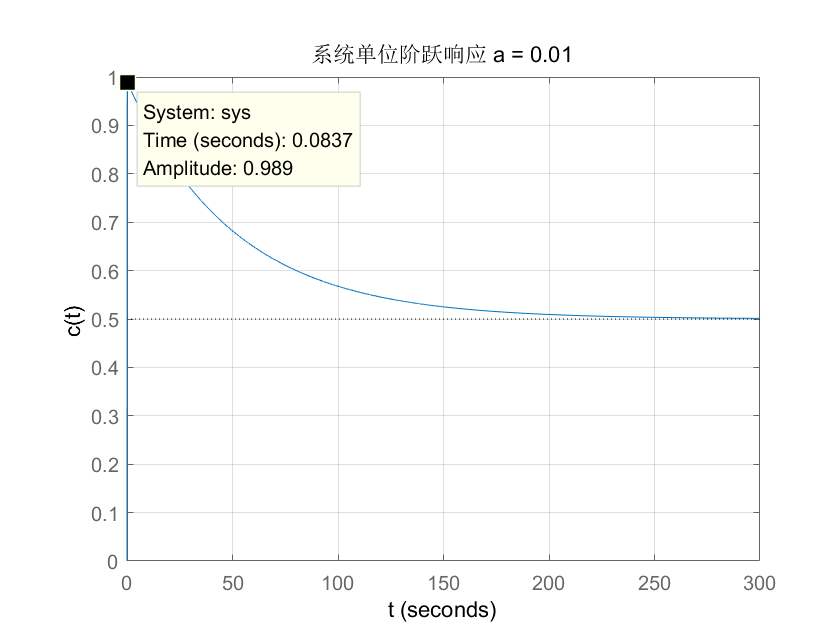 系统单位阶跃响应 a = 0.01
System: sys
Time (seconds): 0.0837
Amplitude: 0.989
c(t)
1
0.9
0.8
0.7
0.6
0.5
0.4
0.3
0.2
0.1
0
0 50 100 150 200 250 300
t (seconds)